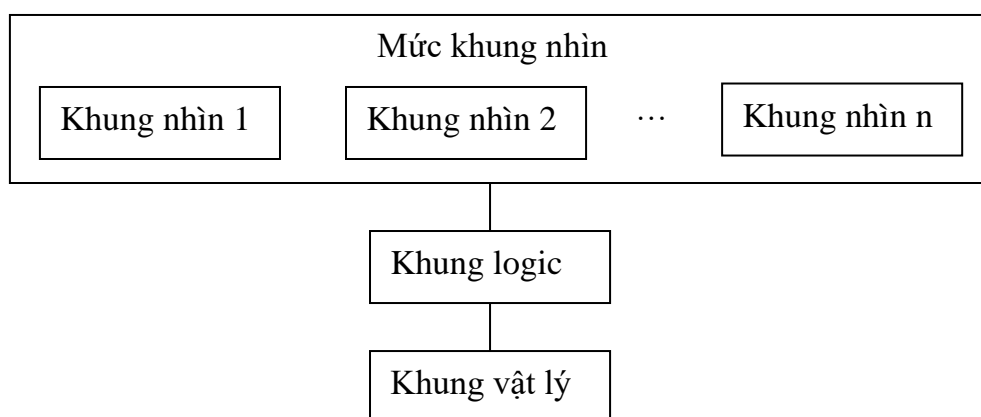 Mức khung nhìn
Khung nhìn 1 Khung nhìn 2 … Khung nhìn n
Khung logic
Khung vật lý